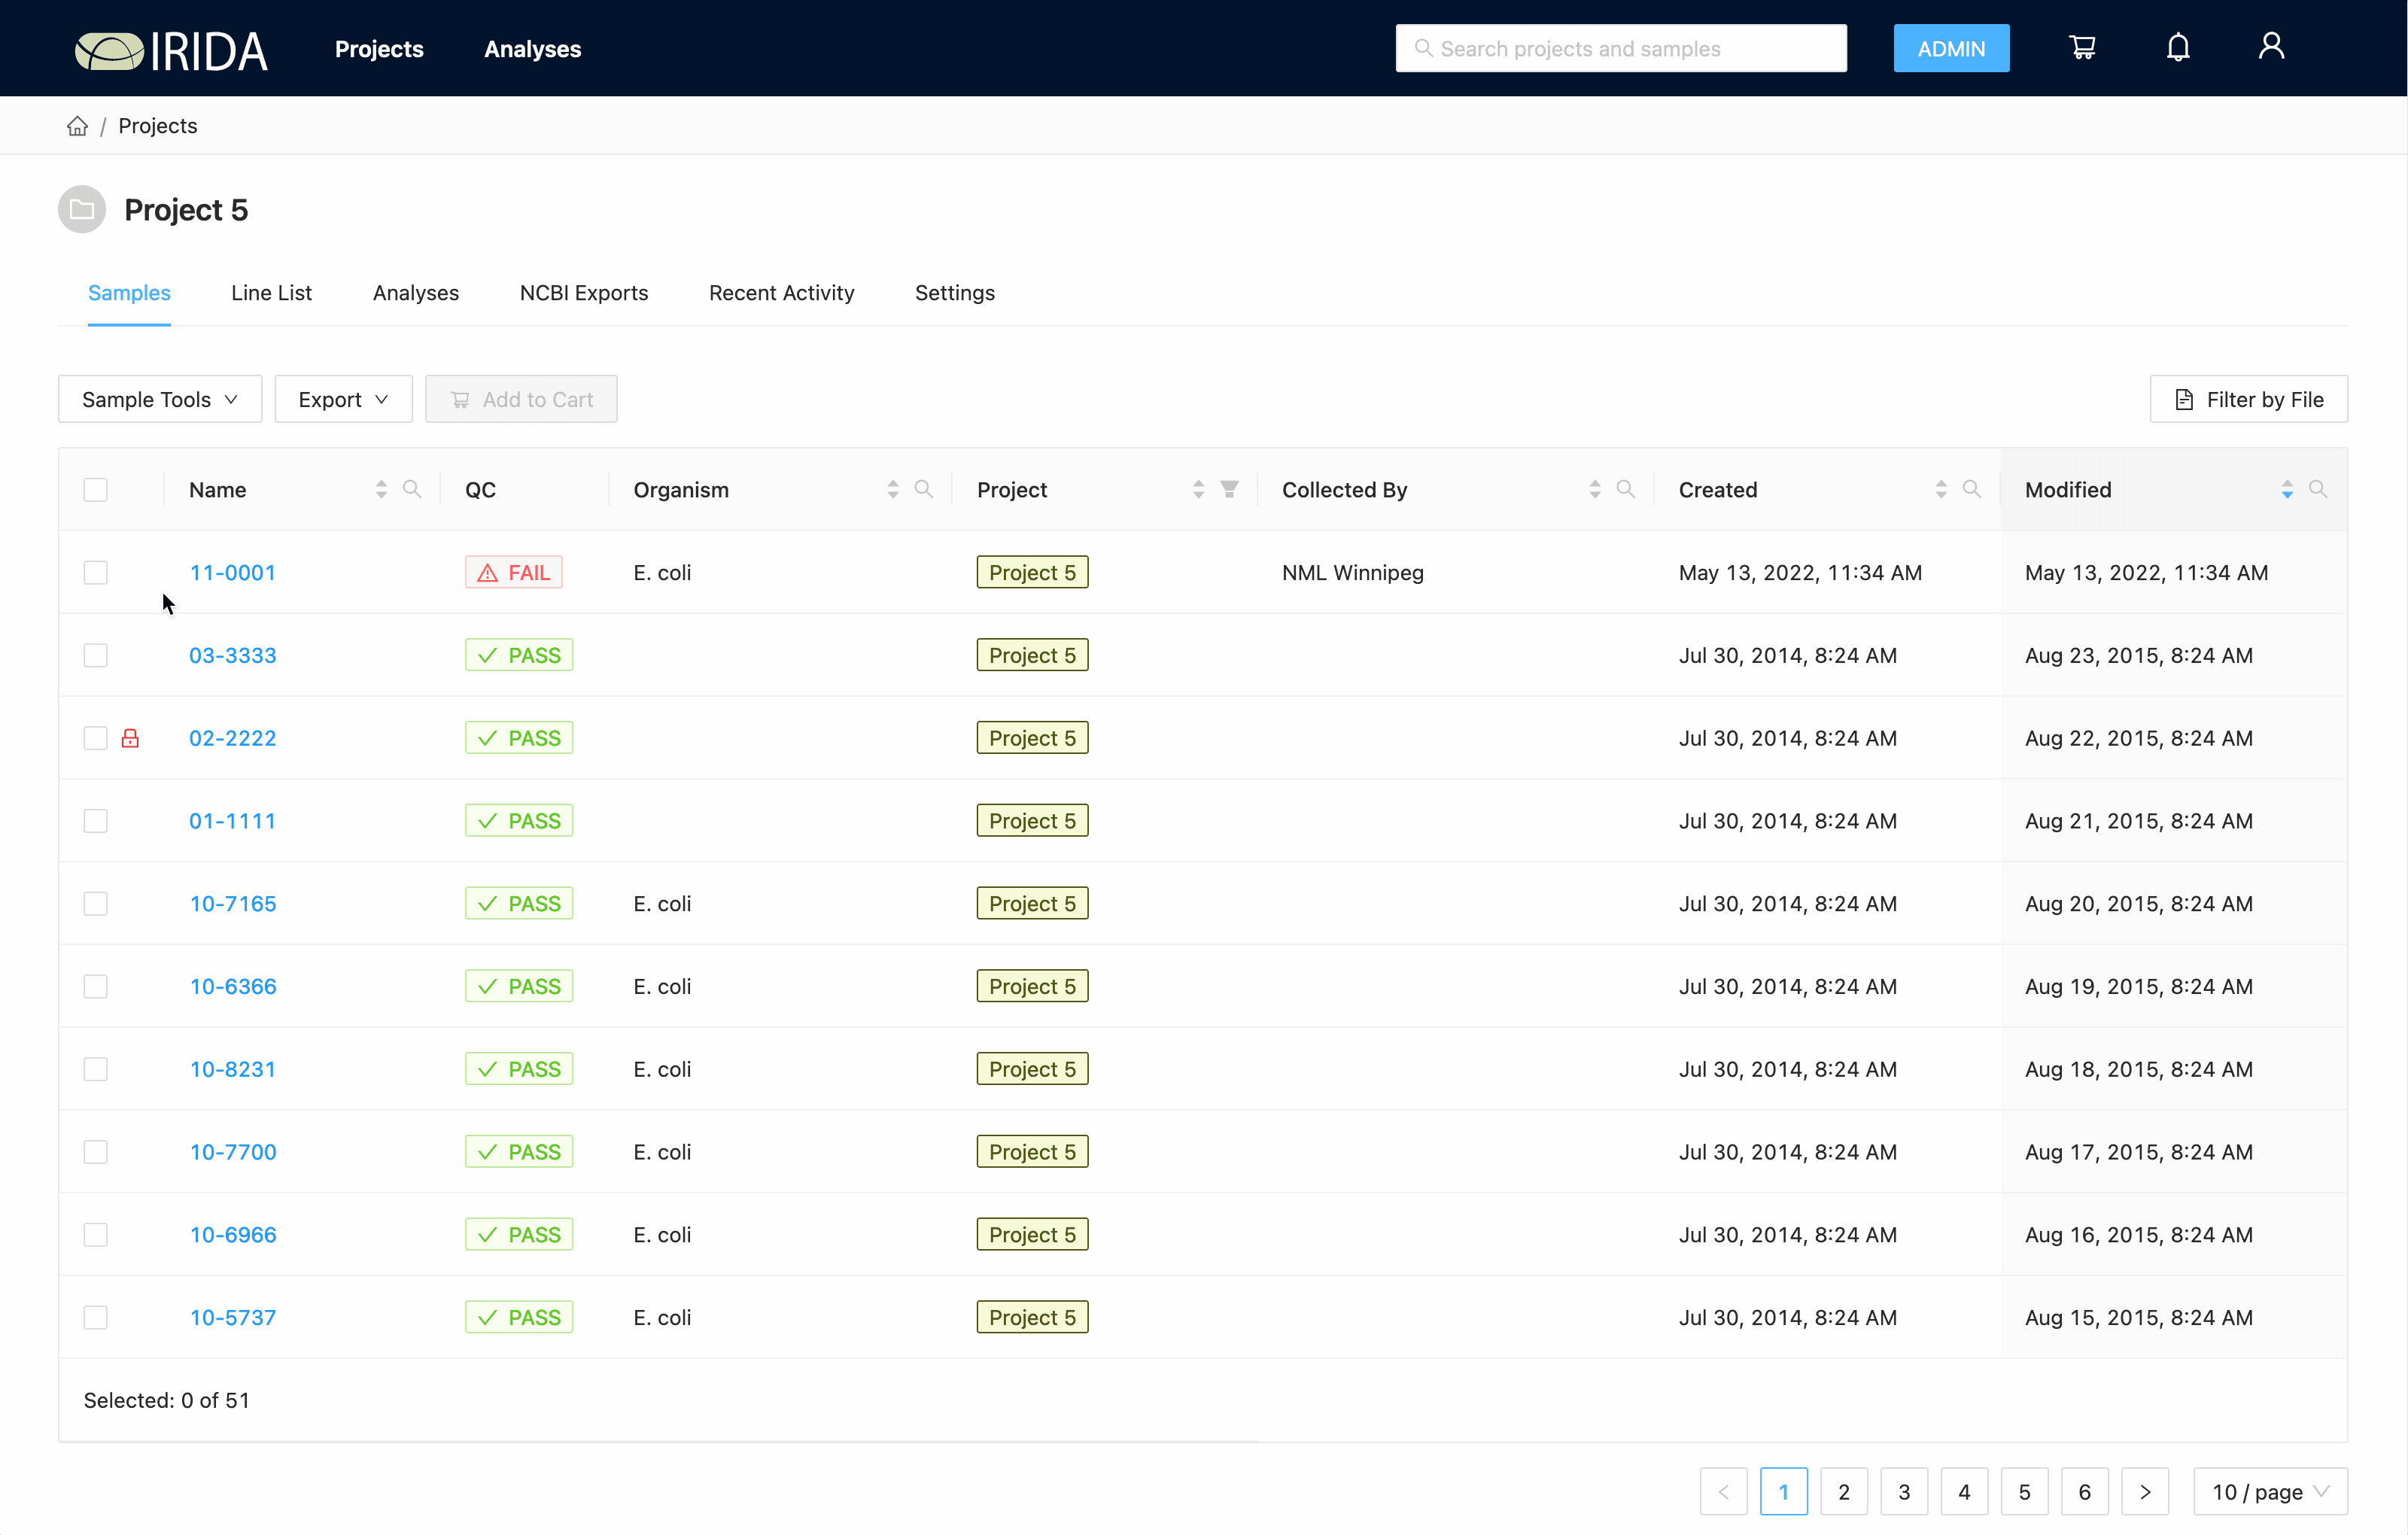 IRIDA Projects Analyses Search projects and samples ADMIN
/ Projects
Project 5
Samples Line List Analyses NCBI Exports Recent Activity Settings
Sample Tools Export Add to Cart Filter by File
Name QC Organism Project Collected By Created Modified
11-0001 FAIL E. coli Project 5 NML Winnipeg May 13, 2022, 11:34 AM May 13, 2022, 11:34 AM
03-3333 PASS Project 5 Jul 30, 2014, 8:24 AM Aug 23, 2015, 8:24 AM
02-2222 PASS Project 5 Jul 30, 2014, 8:24 AM Aug 22, 2015, 8:24 AM
01-1111 PASS Project 5 Jul 30, 2014, 8:24 AM Aug 21, 2015, 8:24 AM
10-7165 PASS E. coli Project 5 Jul 30, 2014, 8:24 AM Aug 20, 2015, 8:24 AM
10-6366 PASS E. coli Project 5 Jul 30, 2014, 8:24 AM Aug 19, 2015, 8:24 AM
10-8231 PASS E. coli Project 5 Jul 30, 2014, 8:24 AM Aug 18, 2015, 8:24 AM
10-7700 PASS E. coli Project 5 Jul 30, 2014, 8:24 AM Aug 17, 2015, 8:24 AM
10-6966 PASS E. coli Project 5 Jul 30, 2014, 8:24 AM Aug 16, 2015, 8:24 AM
10-5737 PASS E. coli Project 5 Jul 30, 2014, 8:24 AM Aug 15, 2015, 8:24 AM
Selected: 0 of 51
< 1 2 3 4 5 6 > 10 / page